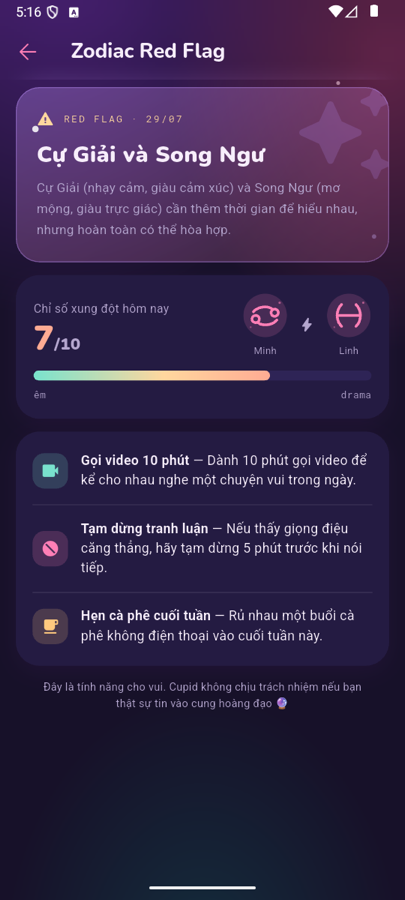 5:16
Zodiac Red Flag
RED FLAG · 29/07
Cự Giải và Song Ngư
Cự Giải (nhạy cảm, giàu cảm xúc) và Song Ngư (mơ
mộng, giàu trực giác) cần thêm thời gian để hiểu nhau,
nhưng hoàn toàn có thể hòa hợp.
Chỉ số xung đột hôm nay
7/10
Minh
Linh
êm
drama
Gọi video 10 phút — Dành 10 phút gọi video để
kể cho nhau nghe một chuyện vui trong ngày.
Tạm dừng tranh luận — Nếu thấy giọng điệu
căng thẳng, hãy tạm dừng 5 phút trước khi nói
tiếp.
Hẹn cà phê cuối tuần — Rủ nhau một buổi cà
phê không điện thoại vào cuối tuần này.
Đây là tính năng cho vui. Cupid không chịu trách nhiệm nếu bạn
thật sự tin vào cung hoàng đạo 🔮